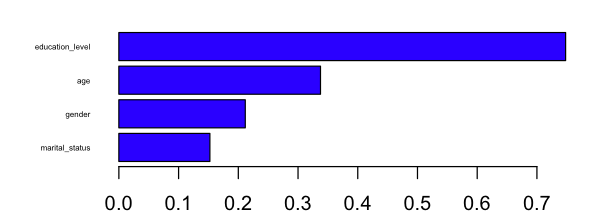 education_level
age
gender
marital_status
0.0 0.1 0.2 0.3 0.4 0.5 0.6 0.7